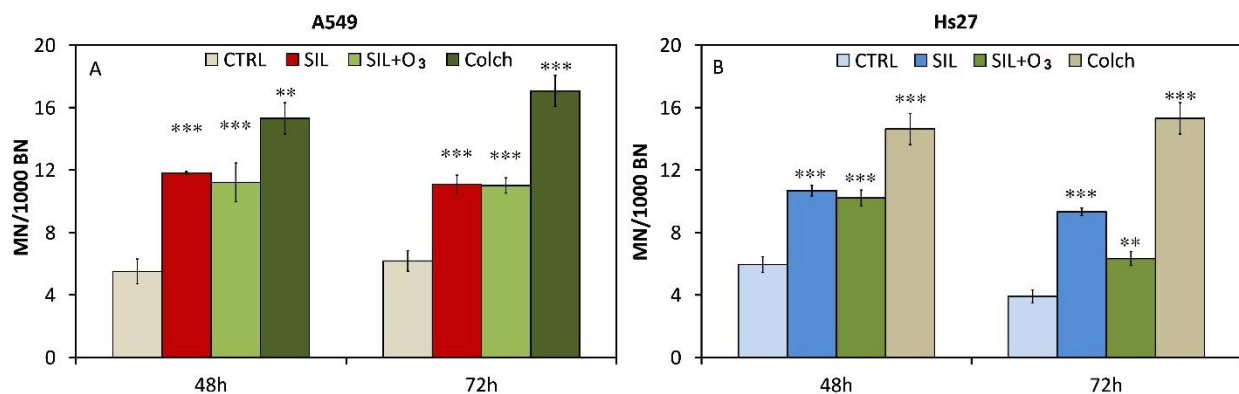 A549
MN/1000 BN
20
16
12
8
4
0
A
CTRL SIL SIL+O3 Colch
*** *** **
*** *** ***
48h 72h
Hs27
MN/1000 BN
20
16
12
8
4
0
B
CTRL SIL SIL+O3 Colch
*** *** ***
*** ** ***
48h 72h